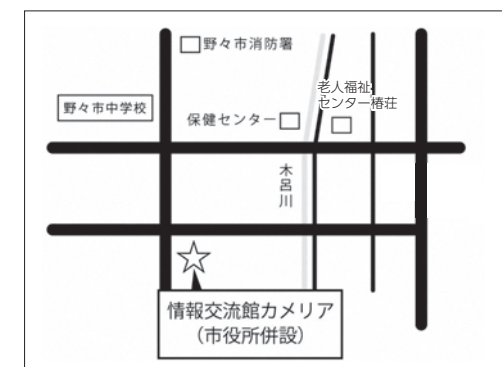 野々市消防署
老人福祉
センター椿荘
野々市中学校
保健センター
木呂川
情報交流館カメリア
(市役所併設)